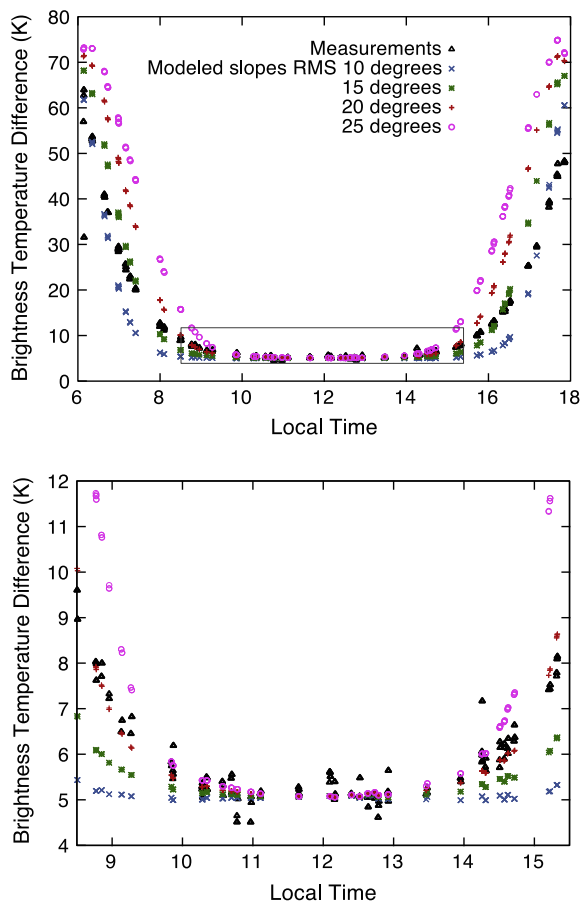 80
70
60
50
40
30
20
10
0
Brightness Temperature Difference (K)
Measurements
Modeled slopes RMS 10 degrees
15 degrees
20 degrees
25 degrees
6 8 10 12 14 16 18
Local Time
12
11
10
9
8
7
6
5
4
Brightness Temperature Difference (K)
9 10 11 12 13 14 15
Local Time